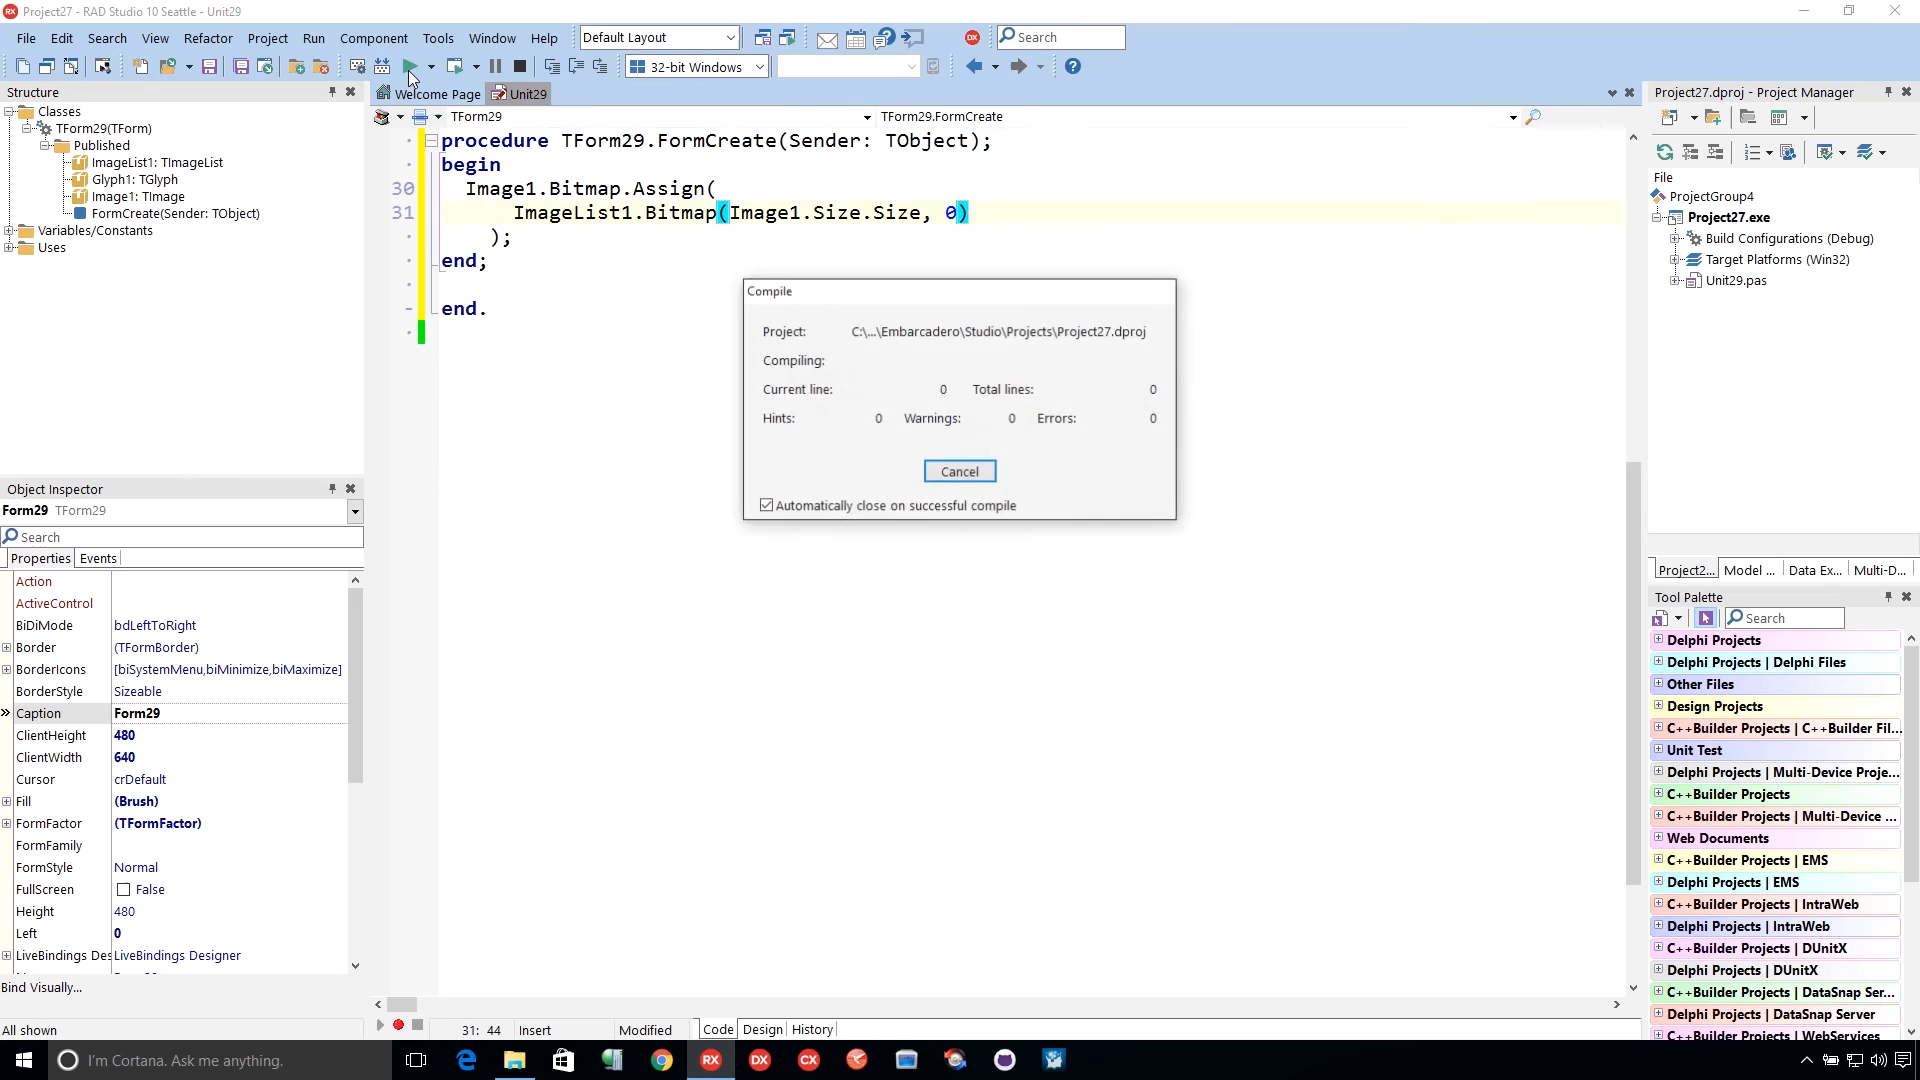 Project27 - RAD Studio 10 Seattle - Unit29
File Edit Search View Refactor Project Run Component Tools Window Help
Default Layout
Search
32-bit Windows
Structure
Classes
TForm29(TForm)
Published
ImageList1: TImageList
Glyph1: TGlyph
Image1: TImage
FormCreate(Sender: TObject)
Variables/Constants
Uses
Object Inspector
Form29 TForm29
Search
Properties Events
Action
ActiveControl
BiDiMode bdLeftToRight
Border (TFormBorder)
BorderIcons [biSystemMenu,biMinimize,biMaximize]
BorderStyle Sizeable
Caption Form29
ClientHeight 480
ClientWidth 640
Cursor crDefault
Fill (Brush)
FormFactor (TFormFactor)
FormFamily
FormStyle Normal
FullScreen False
Height 480
Left 0
LiveBindings Des LiveBindings Designer
Bind Visually...
All shown
Welcome Page Unit29
TForm29 TForm29.FormCreate
procedure TForm29.FormCreate(Sender: TObject);
begin
30 Image1.Bitmap.Assign(
31 ImageList1.Bitmap(Image1.Size.Size, 0)
);
end;
end.
Compile
Project: C:\...\Embarcadero\Studio\Projects\Project27.dproj
Compiling:
Current line: 0 Total lines: 0
Hints: 0 Warnings: 0 Errors: 0
Cancel
Automatically close on successful compile
31: 44 Insert Modified Code Design History
Project27.dproj - Project Manager
File
ProjectGroup4
Project27.exe
Build Configurations (Debug)
Target Platforms (Win32)
Unit29.pas
Project2... Model ... Data Ex... Multi-D...
Tool Palette
Search
Delphi Projects
Delphi Projects | Delphi Files
Other Files
Design Projects
C++Builder Projects | C++Builder Fil...
Unit Test
Delphi Projects | Multi-Device Proje...
C++Builder Projects
C++Builder Projects | Multi-Device ...
Web Documents
C++Builder Projects | EMS
Delphi Projects | EMS
C++Builder Projects | IntraWeb
Delphi Projects | IntraWeb
C++Builder Projects | DUnitX
Delphi Projects | DUnitX
C++Builder Projects | DataSnap Ser...
Delphi Projects | DataSnap Server
C++Builder Projects | WebServices
I'm Cortana. Ask me anything.
RX DX CX